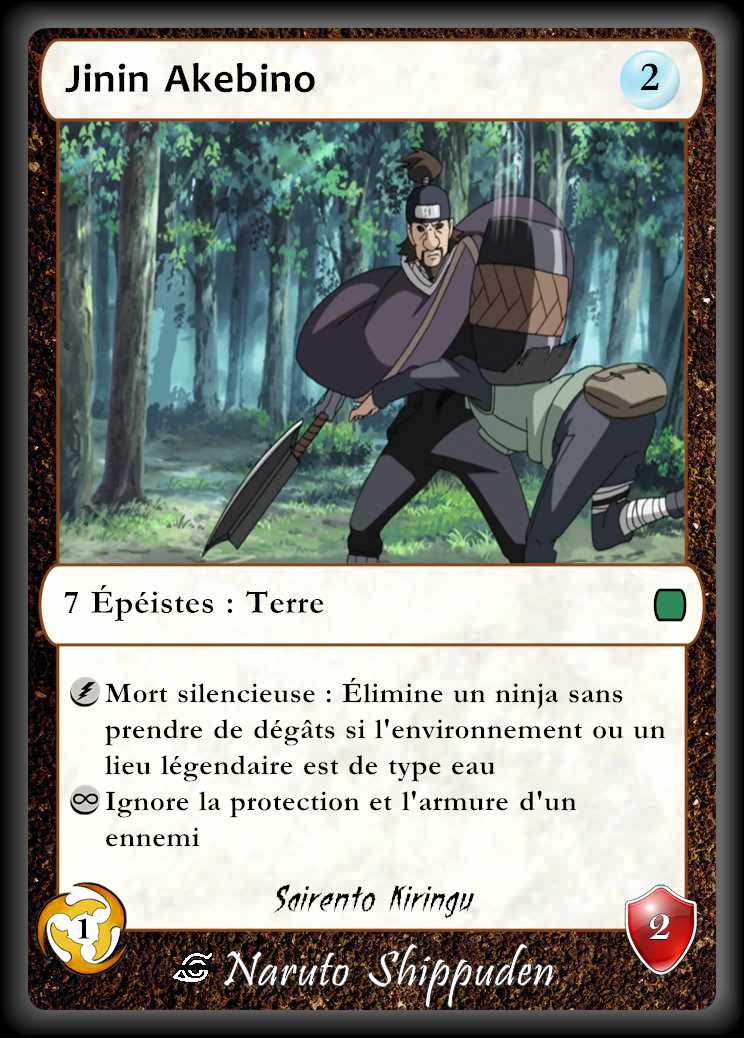 Jinin Akebino
2
7 Épéistes : Terre
Mort silencieuse : Élimine un ninja sans
prendre de dégâts si l'environnement ou un
lieu légendaire est de type eau
Ignore la protection et l'armure d'un
ennemi
Sairento Kiringu
1
2
Naruto Shippuden